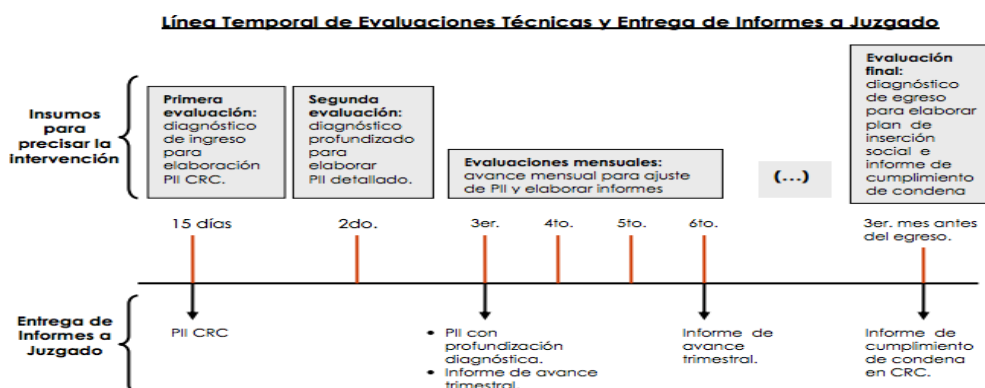 Línea Temporal de Evaluaciones Técnicas y Entrega de Informes a Juzgado
Insumos
para
precisar la
intervención
Primera
evaluación:
diagnóstico
de ingreso
para
elaboración
PII CRC.
Segunda
evaluación:
diagnóstico
profundizado
para
elaborar
PII detallado.
Evaluaciones mensuales:
avance mensual para ajuste
de PII y elaborar informes
(...)
Evaluación
final:
diagnóstico
de egreso
para elaborar
plan de
inserción
social e
informe de
cumplimiento
de condena
15 días
2do.
3er.
4to.
5to.
6to.
3er. mes antes
del egreso.
Entrega de
Informes a
Juzgado
PII CRC
• PII con
profundización
diagnóstica.
• Informe de avance
trimestral.
Informe de
avance
trimestral.
Informe de
cumplimiento
de condena
en CRC.